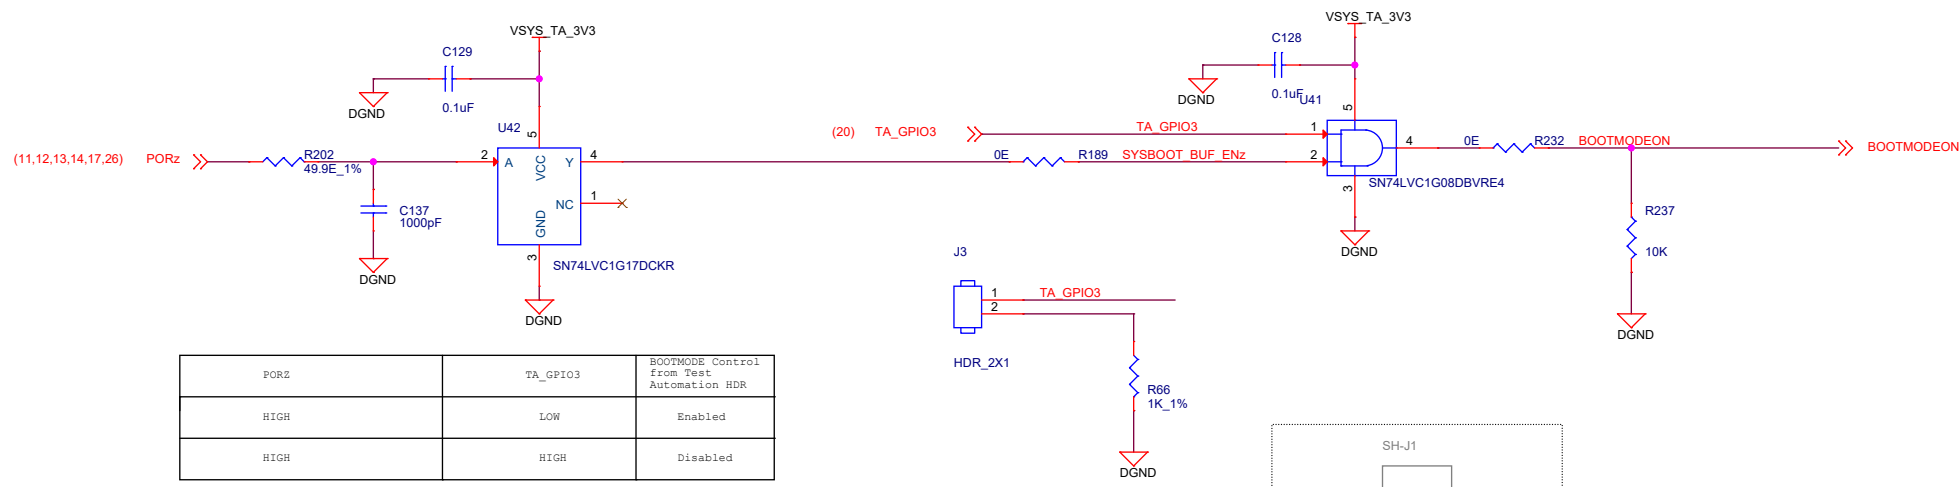 VSYS_TA_3V3
C129
0.1uF
DGND
U42
5
(11,12,13,14,17,26) PORz
R202
49.9E_1%
2
A
VCC
Y
4
NC
1
GND
3
C137
1000pF
DGND
SN74LVC1G17DCKR
DGND
VSYS_TA_3V3
C128
0.1uF
DGND
U41
5
(20) TA_GPIO3
TA_GPIO3
1
0E
R189
SYSBOOT_BUF_ENz
2
4
3
SN74LVC1G08DBVRE4
DGND
0E
R232
BOOTMODEON
BOOTMODEON
R237
10K
DGND
J3
1
TA_GPIO3
2
HDR_2X1
R66
1K_1%
DGND
PORZ
TA_GPIO3
BOOTMODE Control
from Test
Automation HDR
HIGH
LOW
Enabled
HIGH
HIGH
Disabled
SH-J1